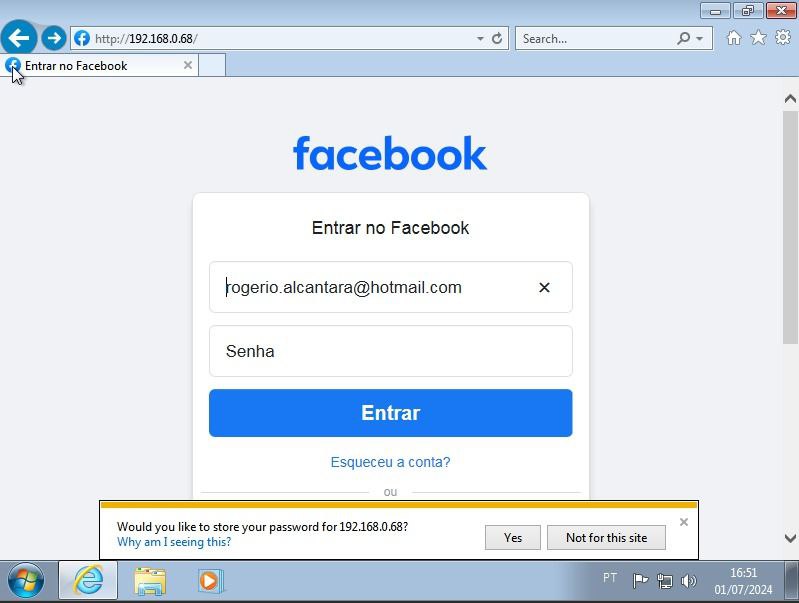 http://192.168.0.68/
Search...
Entrar no Facebook
facebook
Entrar no Facebook
rogerio.alcantara@hotmail.com
Senha
Entrar
Esqueceu a conta?
ou
Would you like to store your password for 192.168.0.68?
Why am I seeing this?
Yes
Not for this site
PT
16:51
01/07/2024